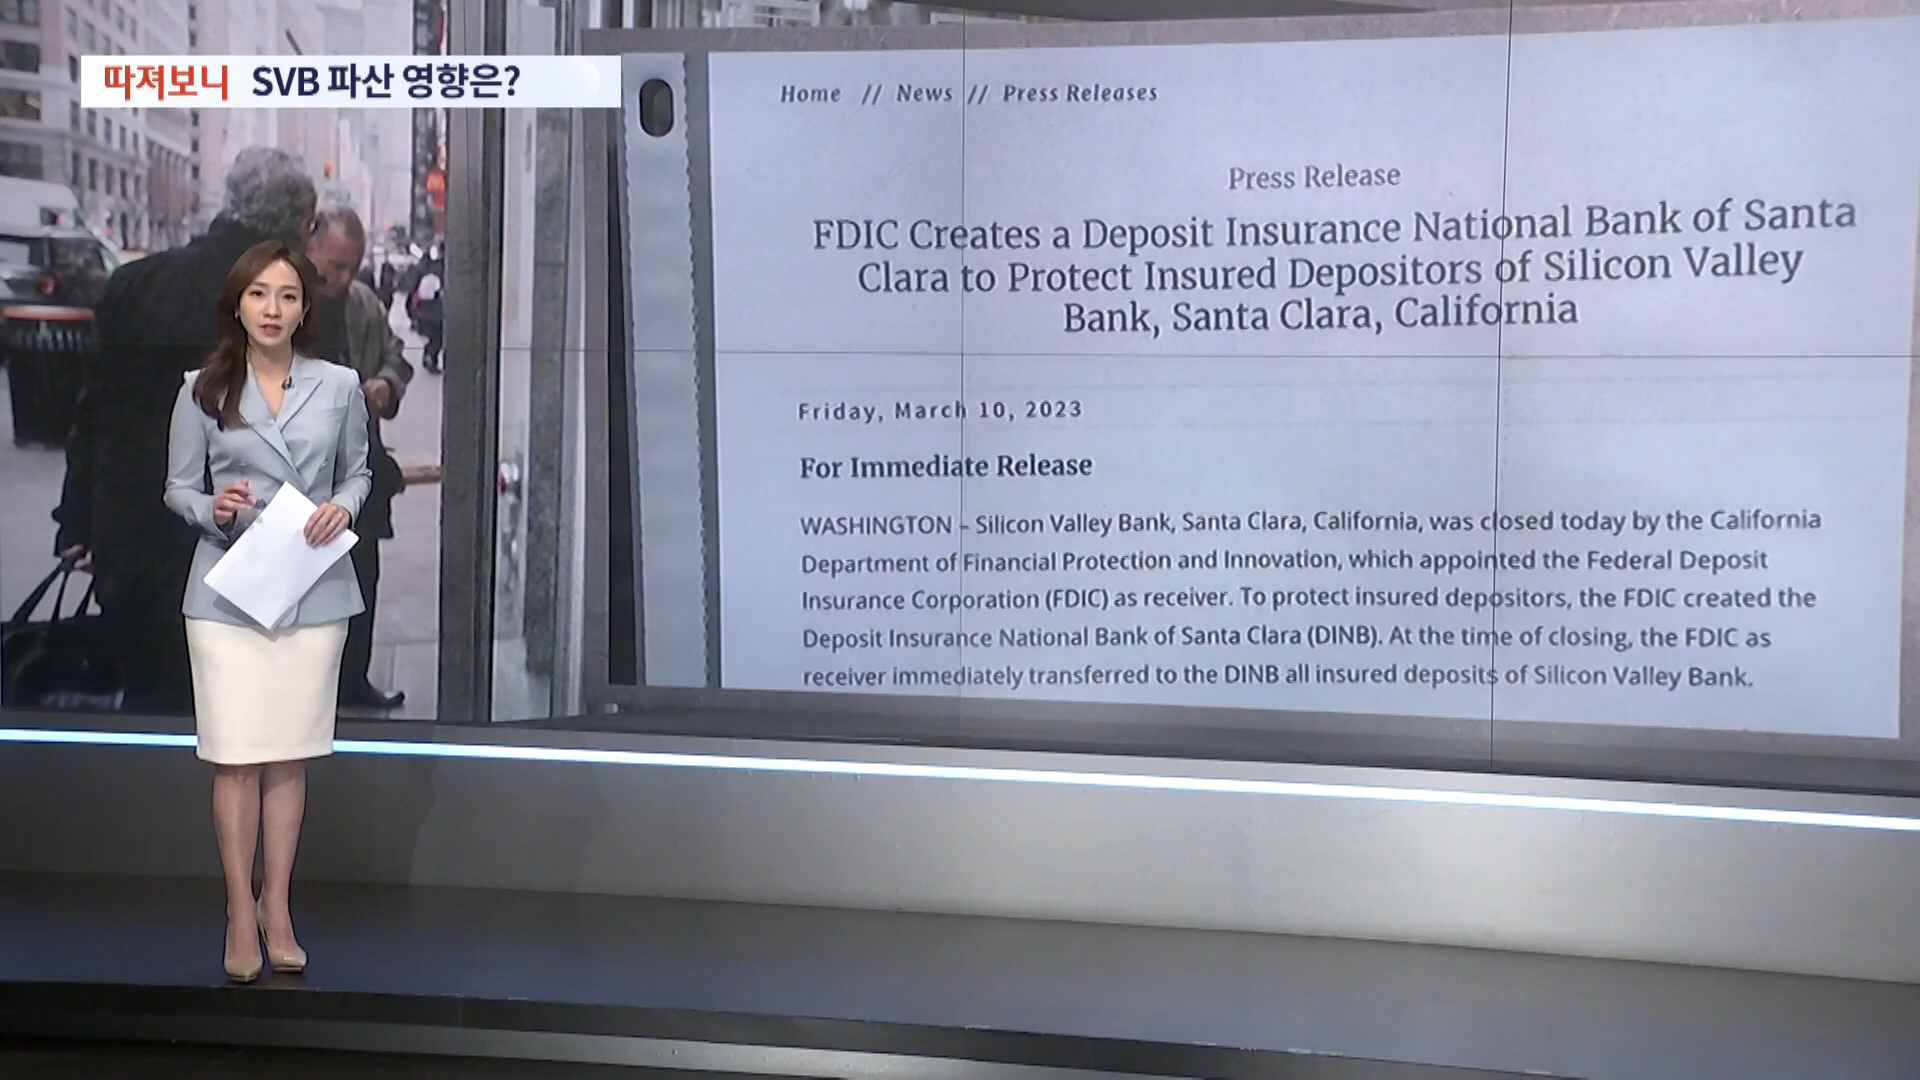 따져보니 SVB 파산 영향은?
Home // News // Press Releases
Press Release
FDIC Creates a Deposit Insurance National Bank of Santa
Clara to Protect Insured Depositors of Silicon Valley
Bank, Santa Clara, California
Friday, March 10, 2023
For Immediate Release
WASHINGTON – Silicon Valley Bank, Santa Clara, California, was closed today by the California
Department of Financial Protection and Innovation, which appointed the Federal Deposit
Insurance Corporation (FDIC) as receiver. To protect insured depositors, the FDIC created the
Deposit Insurance National Bank of Santa Clara (DINB). At the time of closing, the FDIC as
receiver immediately transferred to the DINB all insured deposits of Silicon Valley Bank.